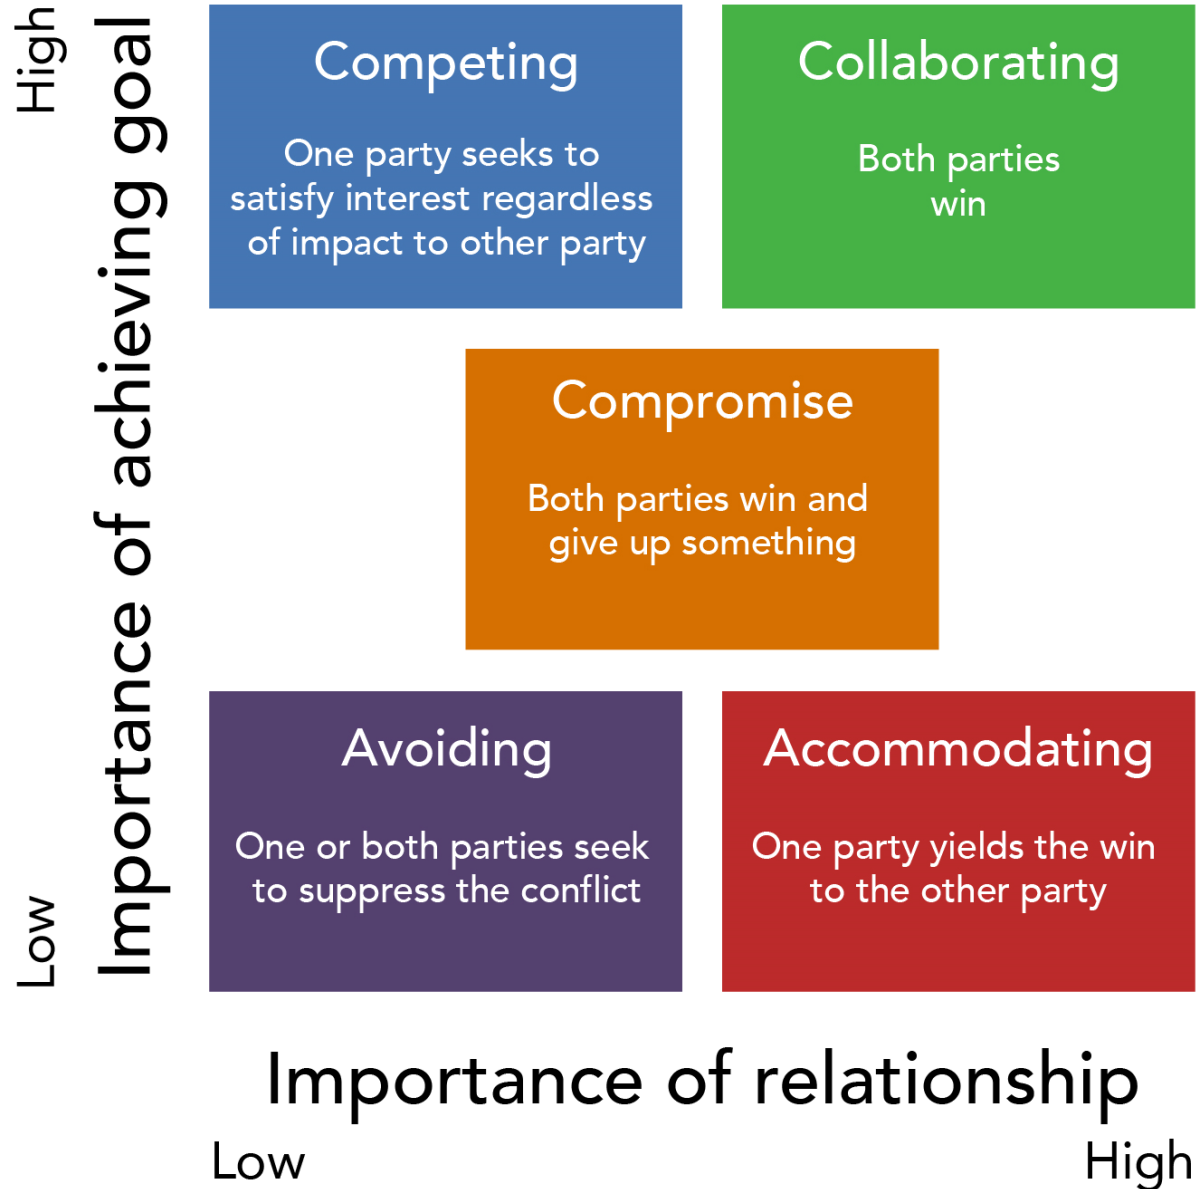 High
Importance of achieving goal
Low
Competing
One party seeks to
satisfy interest regardless
of impact to other party
Collaborating
Both parties
win
Compromise
Both parties win and
give up something
Avoiding
One or both parties seek
to suppress the conflict
Accommodating
One party yields the win
to the other party
Importance of relationship
Low
High